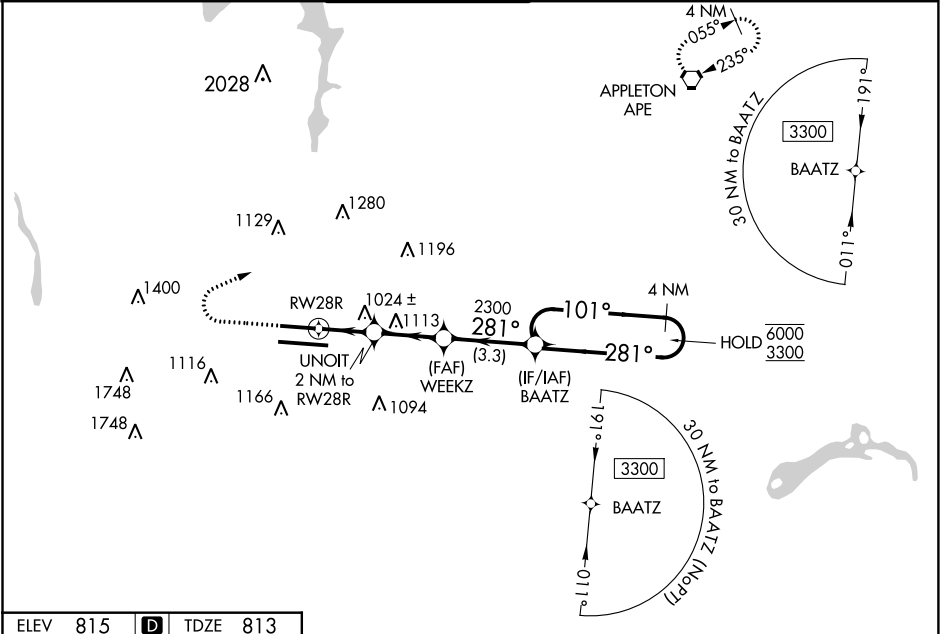 4 NM
055°
235°
APPLETON
APE
2028
30 NM to BAATZ
191°
3300
BAATZ
011°
1280
1129
1196
1400
RW28R
1024 ±
1113
2300
281°
(3.3)
101°
4 NM
281°
HOLD 6000
3300
UNOIT
2 NM to
RW28R
(FAF)
WEEKZ
(IF/IAF)
BAATZ
1116
1748
1166
1094
1748
191°
30 NM to BAATZ (NoPT)
3300
BAATZ
011°
ELEV 815 D TDZE 813